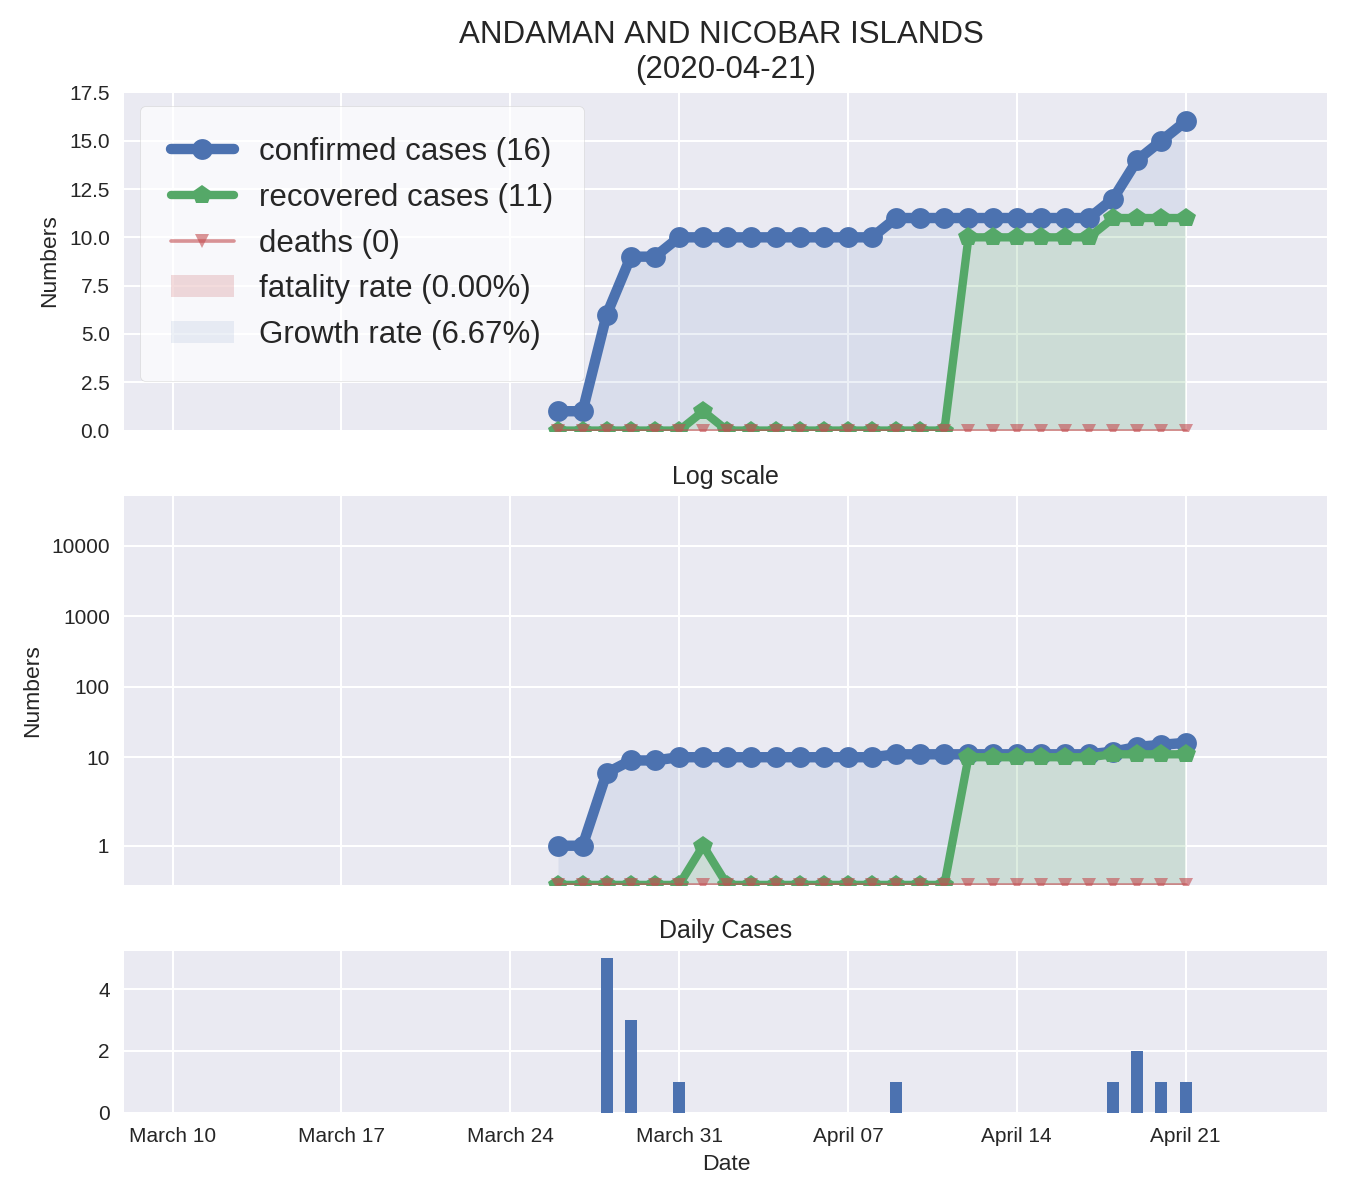 ANDAMAN AND NICOBAR ISLANDS
(2020-04-21)
17.5
15.0
12.5
10.0
7.5
5.0
2.5
0.0
Numbers
confirmed cases (16)
recovered cases (11)
deaths (0)
fatality rate (0.00%)
Growth rate (6.67%)
Log scale
10000
1000
100
10
1
Numbers
Daily Cases
4
2
0
March 10 March 17 March 24 March 31 April 07 April 14 April 21
Date